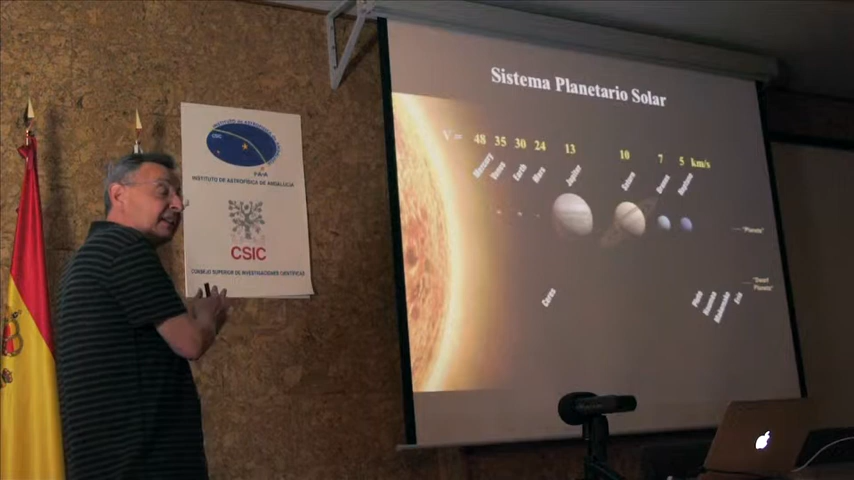 INSTITUTO DE ASTROFÍSICA DE ANDALUCÍA
CSIC
CONSEJO SUPERIOR DE INVESTIGACIONES CIENTÍFICAS
Sistema Planetario Solar
V = 48 35 30 24 13 10 7 5 Km/s
Mercury Venus Earth Mars Jupiter Saturn Uranus Neptune
"Planets"
Ceres Pluto Haumea Makemake Eris
"Dwarf
Planets"